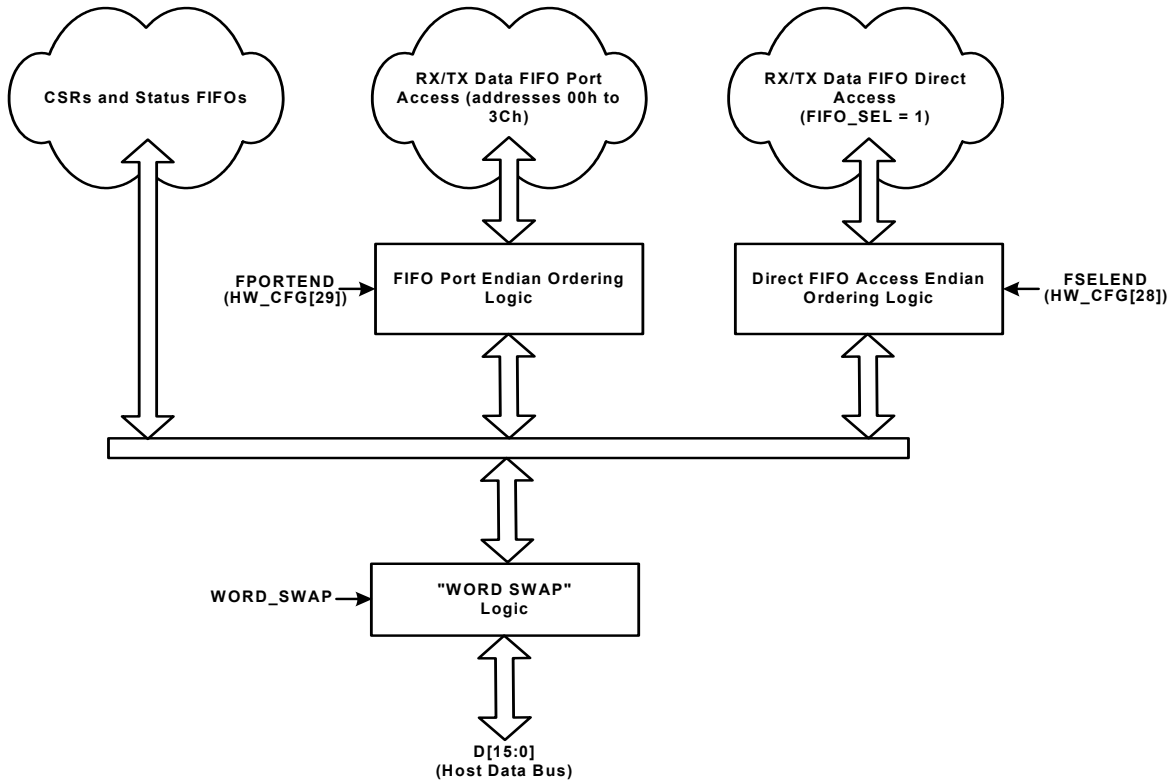 CSRs and Status FIFOs
RX/TX Data FIFO Port
Access (addresses 00h to
3Ch)
RX/TX Data FIFO Direct
Access
(FIFO_SEL = 1)
FPORTEND
(HW_CFG[29])
FIFO Port Endian Ordering
Logic
Direct FIFO Access Endian
Ordering Logic
FSELEND
(HW_CFG[28])
WORD_SWAP
"WORD SWAP"
Logic
D[15:0]
(Host Data Bus)